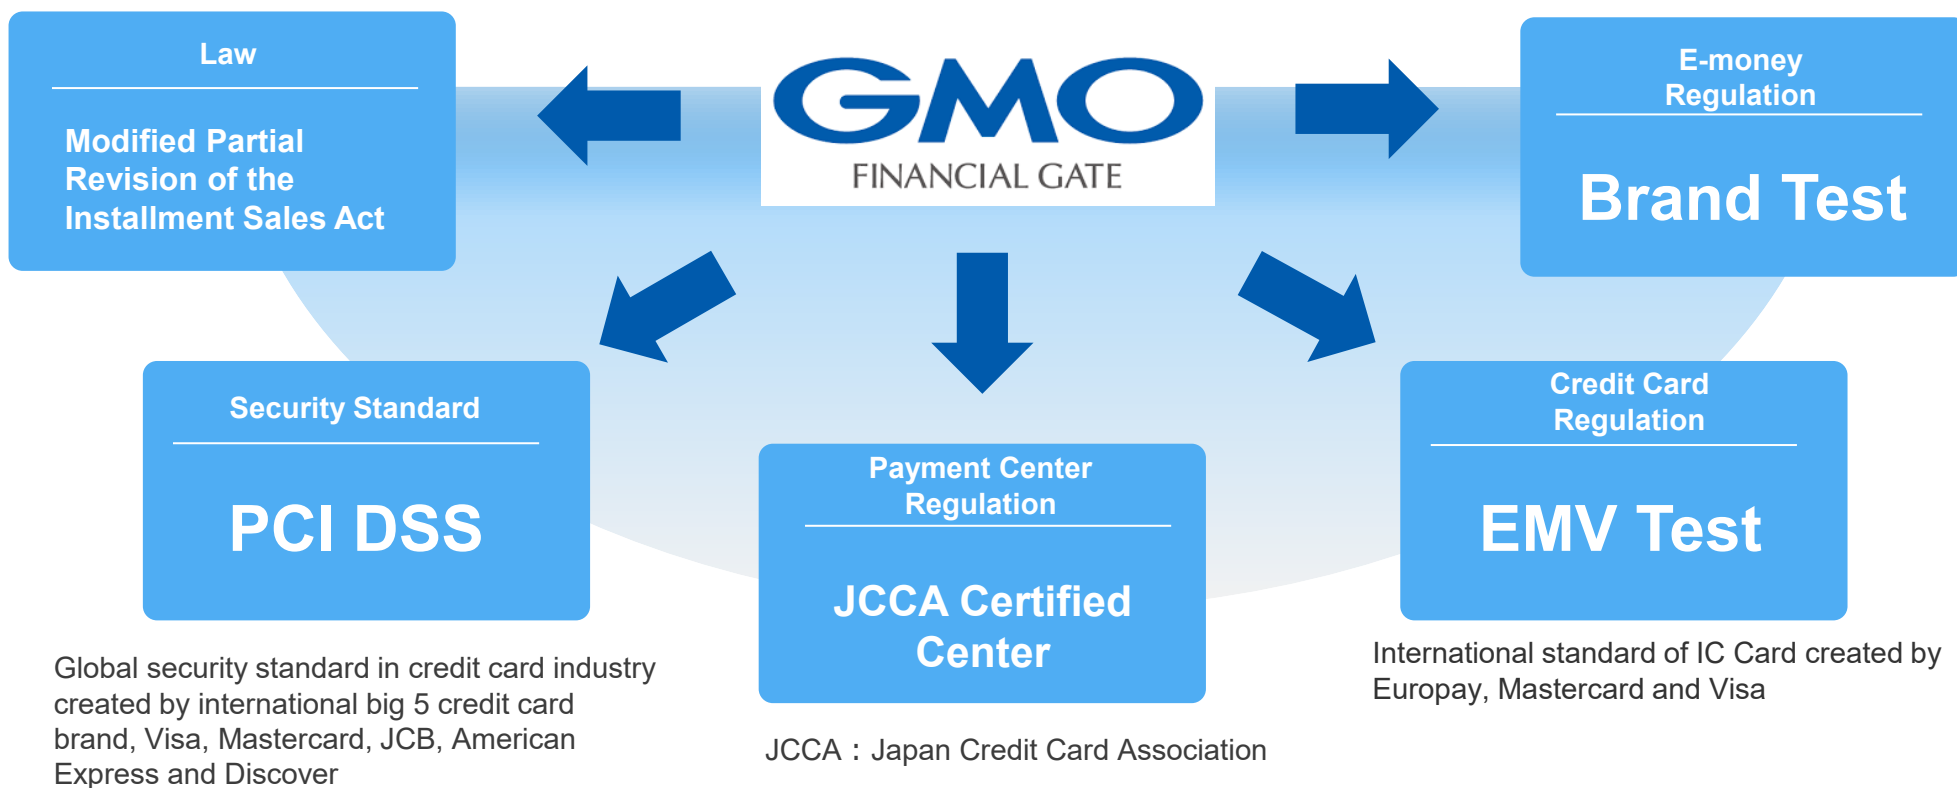 Law
Modified Partial
Revision of the
Installment Sales Act
GMO
FINANCIAL GATE
E-money
Regulation
Brand Test
Security Standard
PCI DSS
Global security standard in credit card industry
created by international big 5 credit card
brand, Visa, Mastercard, JCB, American
Express and Discover
Payment Center
Regulation
JCCA Certified
Center
JCCA：Japan Credit Card Association
Credit Card
Regulation
EMV Test
International standard of IC Card created by
Europay, Mastercard and Visa